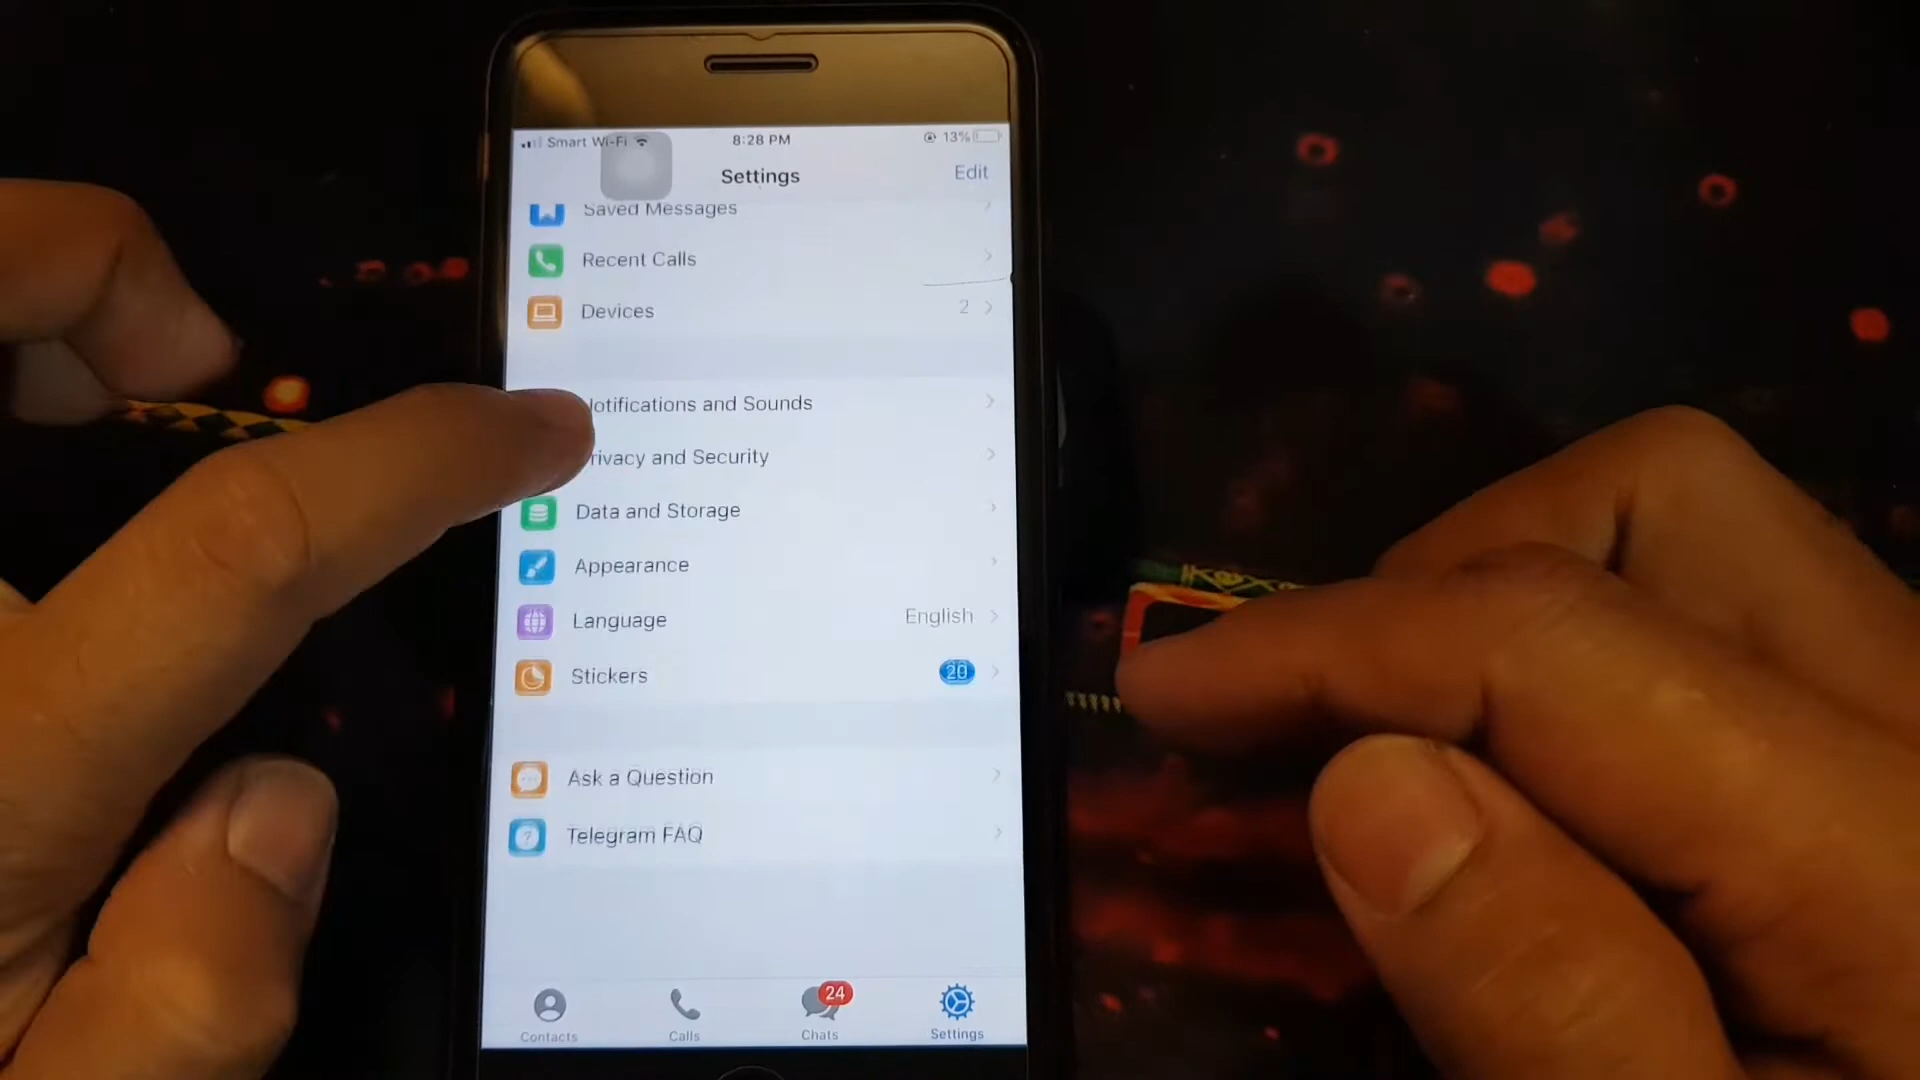 Smart Wi-Fi 8:28 PM 13%
Settings Edit
Saved Messages
Recent Calls
Devices 2
otifications and Sounds
rivacy and Security
Data and Storage
Appearance
Language English
Stickers 20
Ask a Question
Telegram FAQ
24
Contacts Calls Chats Settings